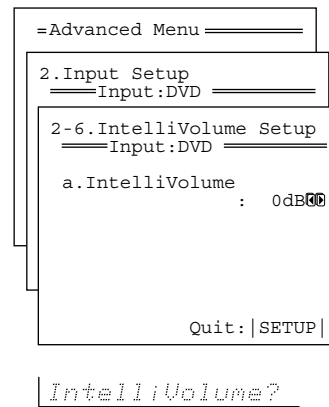 Advanced Menu
2.Input Setup
Input:DVD
2-6.IntelliVolume Setup
Input:DVD
a.IntelliVolume
: 0dB
Quit:|SETUP|
IntelliVolume?